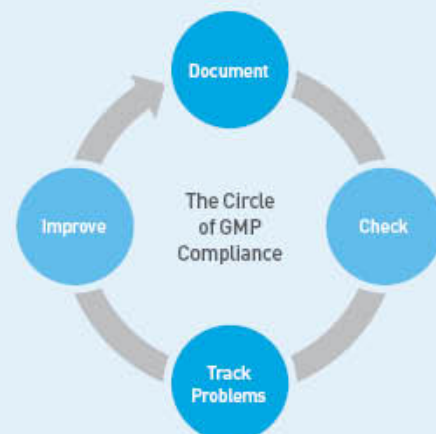 Document
Improve
The Circle
of GMP
Compliance
Check
Track
Problems